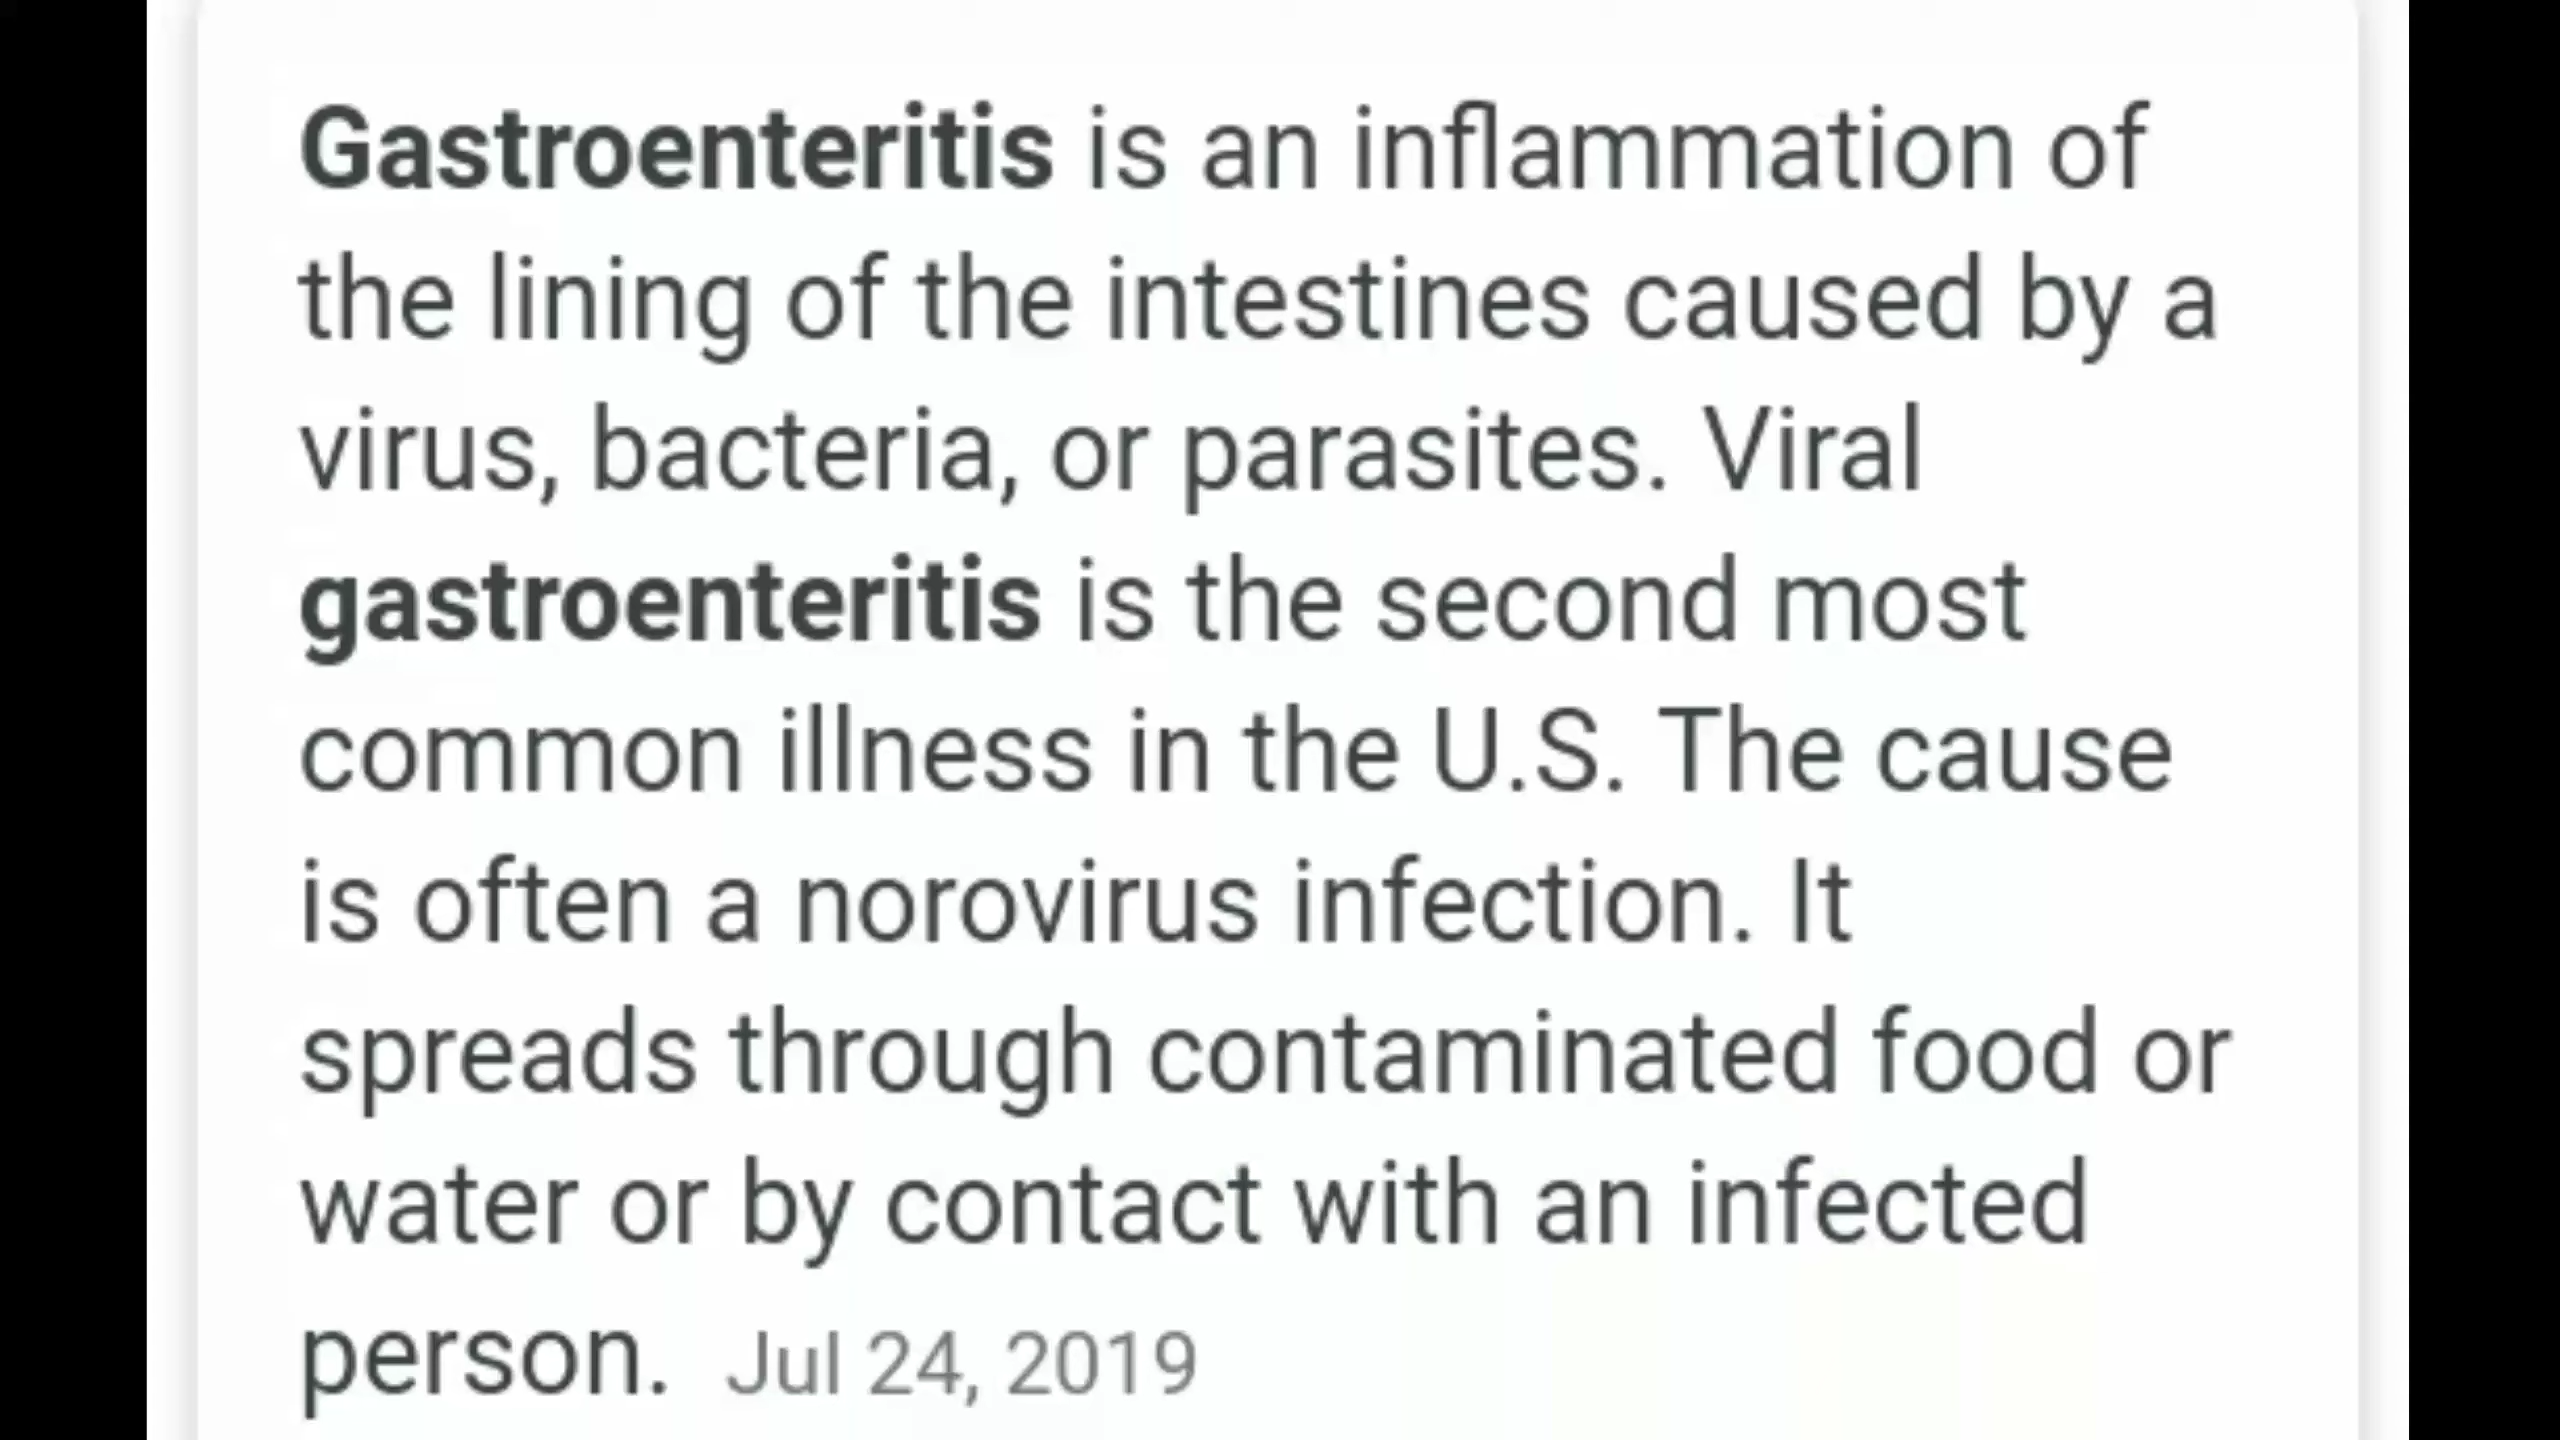 Gastroenteritis is an inflammation of
the lining of the intestines caused by a
virus, bacteria, or parasites. Viral
gastroenteritis is the second most
common illness in the U.S. The cause
is often a norovirus infection. It
spreads through contaminated food or
water or by contact with an infected
person. Jul 24, 2019